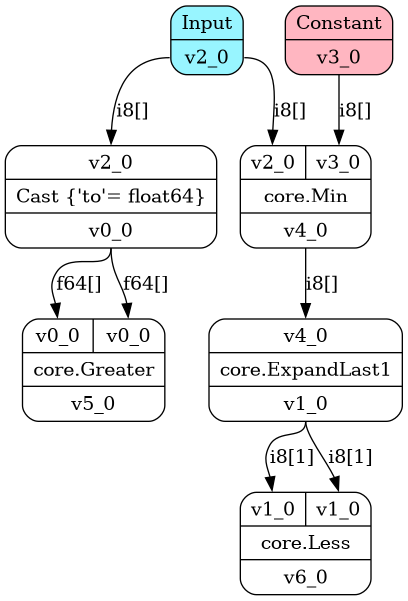 Input
v2_0
Constant
v3_0
i8[]
i8[]
i8[]
v2_0
Cast {'to'= float64}
v0_0
v2_0 v3_0
core.Min
v4_0
f64[]
f64[]
i8[]
v0_0 v0_0
core.Greater
v5_0
v4_0
core.ExpandLast1
v1_0
i8[1]
i8[1]
v1_0 v1_0
core.Less
v6_0